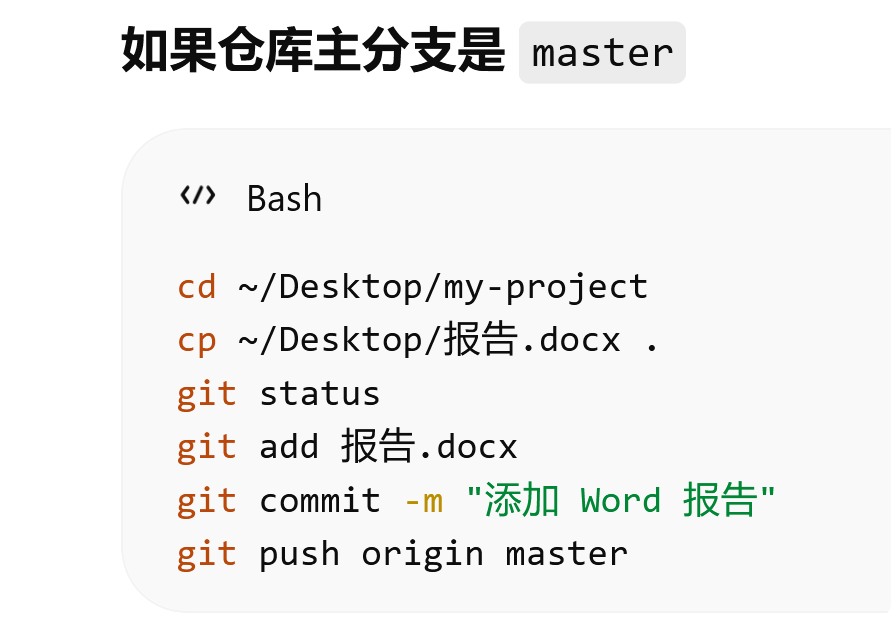 如果仓库主分支是 master
Bash
cd ~/Desktop/my-project
cp ~/Desktop/报告.docx .
git status
git add 报告.docx
git commit -m "添加 Word 报告"
git push origin master